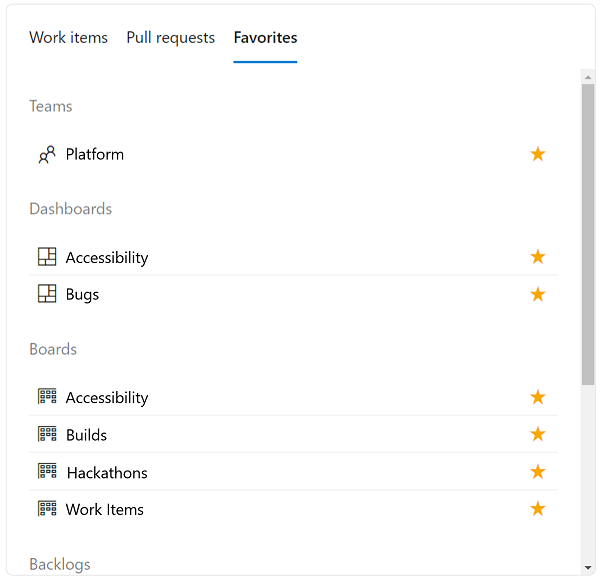 Work items Pull requests Favorites
Teams
Platform
Dashboards
Accessibility
Bugs
Boards
Accessibility
Builds
Hackathons
Work Items
Backlogs